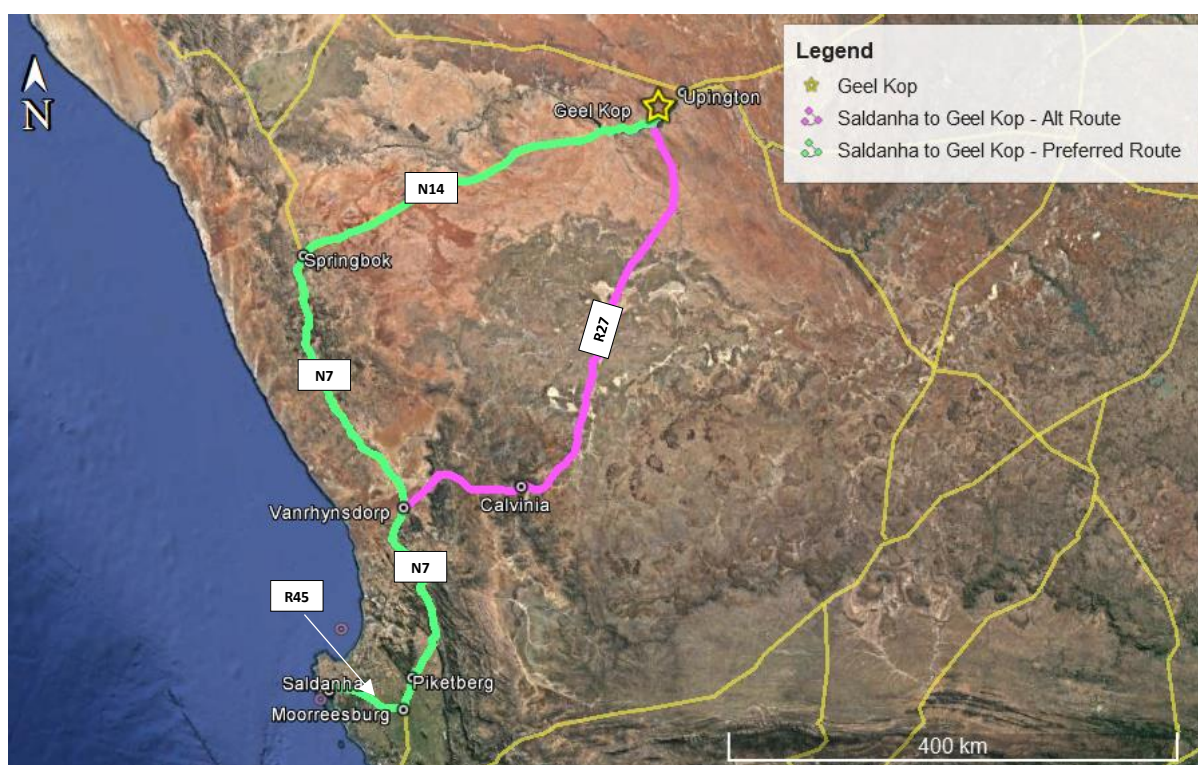 Legend
Geel Kop
Saldanha to Geel Kop - Alt Route
Saldanha to Geel Kop - Preferred Route
N
Upington
Geel Kop
N14
Springbok
R27
N7
Calvinia
Vanrhynsdorp
N7
R45
Saldanha
Piketberg
Moorreesburg
400 km